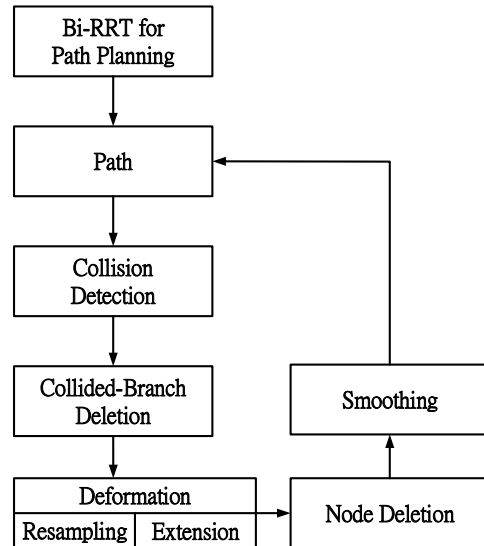 Bi-RRT for
Path Planning
Path
Collision
Detection
Collided-Branch
Deletion
Deformation
Resampling
Extension
Node Deletion
Smoothing